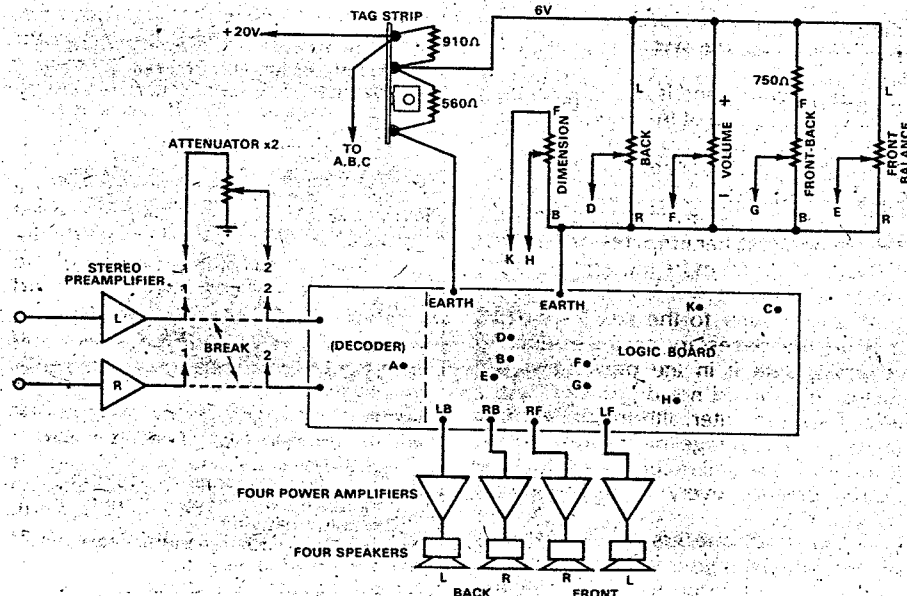 TAG STRIP
6V
+20V
910Ω
560Ω
TO
A.B.C
ATTENUATOR x2
F
DIMENSION
B
K
H
L
BACK
R
D
+
VOLUME
–
F
750Ω
F
FRONT-BACK
B
G
L
FRONT
BALANCE
R
E
STEREO
PREAMPLIFIER
1
2
1
2
L
BREAK
1
2
R
EARTH
EARTH
(DECODER)
A
D
B
E
F
G
K
C
LOGIC BOARD
H
LB
RB
RF
LF
FOUR POWER AMPLIFIERS
FOUR SPEAKERS
L
R
R
L
BACK
FRONT